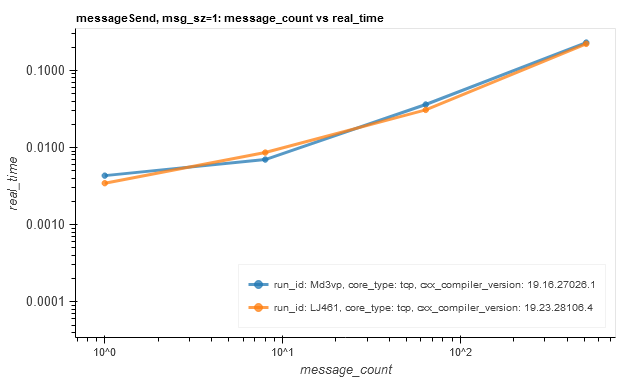 messageSend, msg_sz=1: message_count vs real_time
real_time
0.1000
0.0100
0.0010
0.0001
run_id: Md3vp, core_type: tcp, cxx_compiler_version: 19.16.27026.1
run_id: LJ461, core_type: tcp, cxx_compiler_version: 19.23.28106.4
10^0
10^1
10^2
message_count